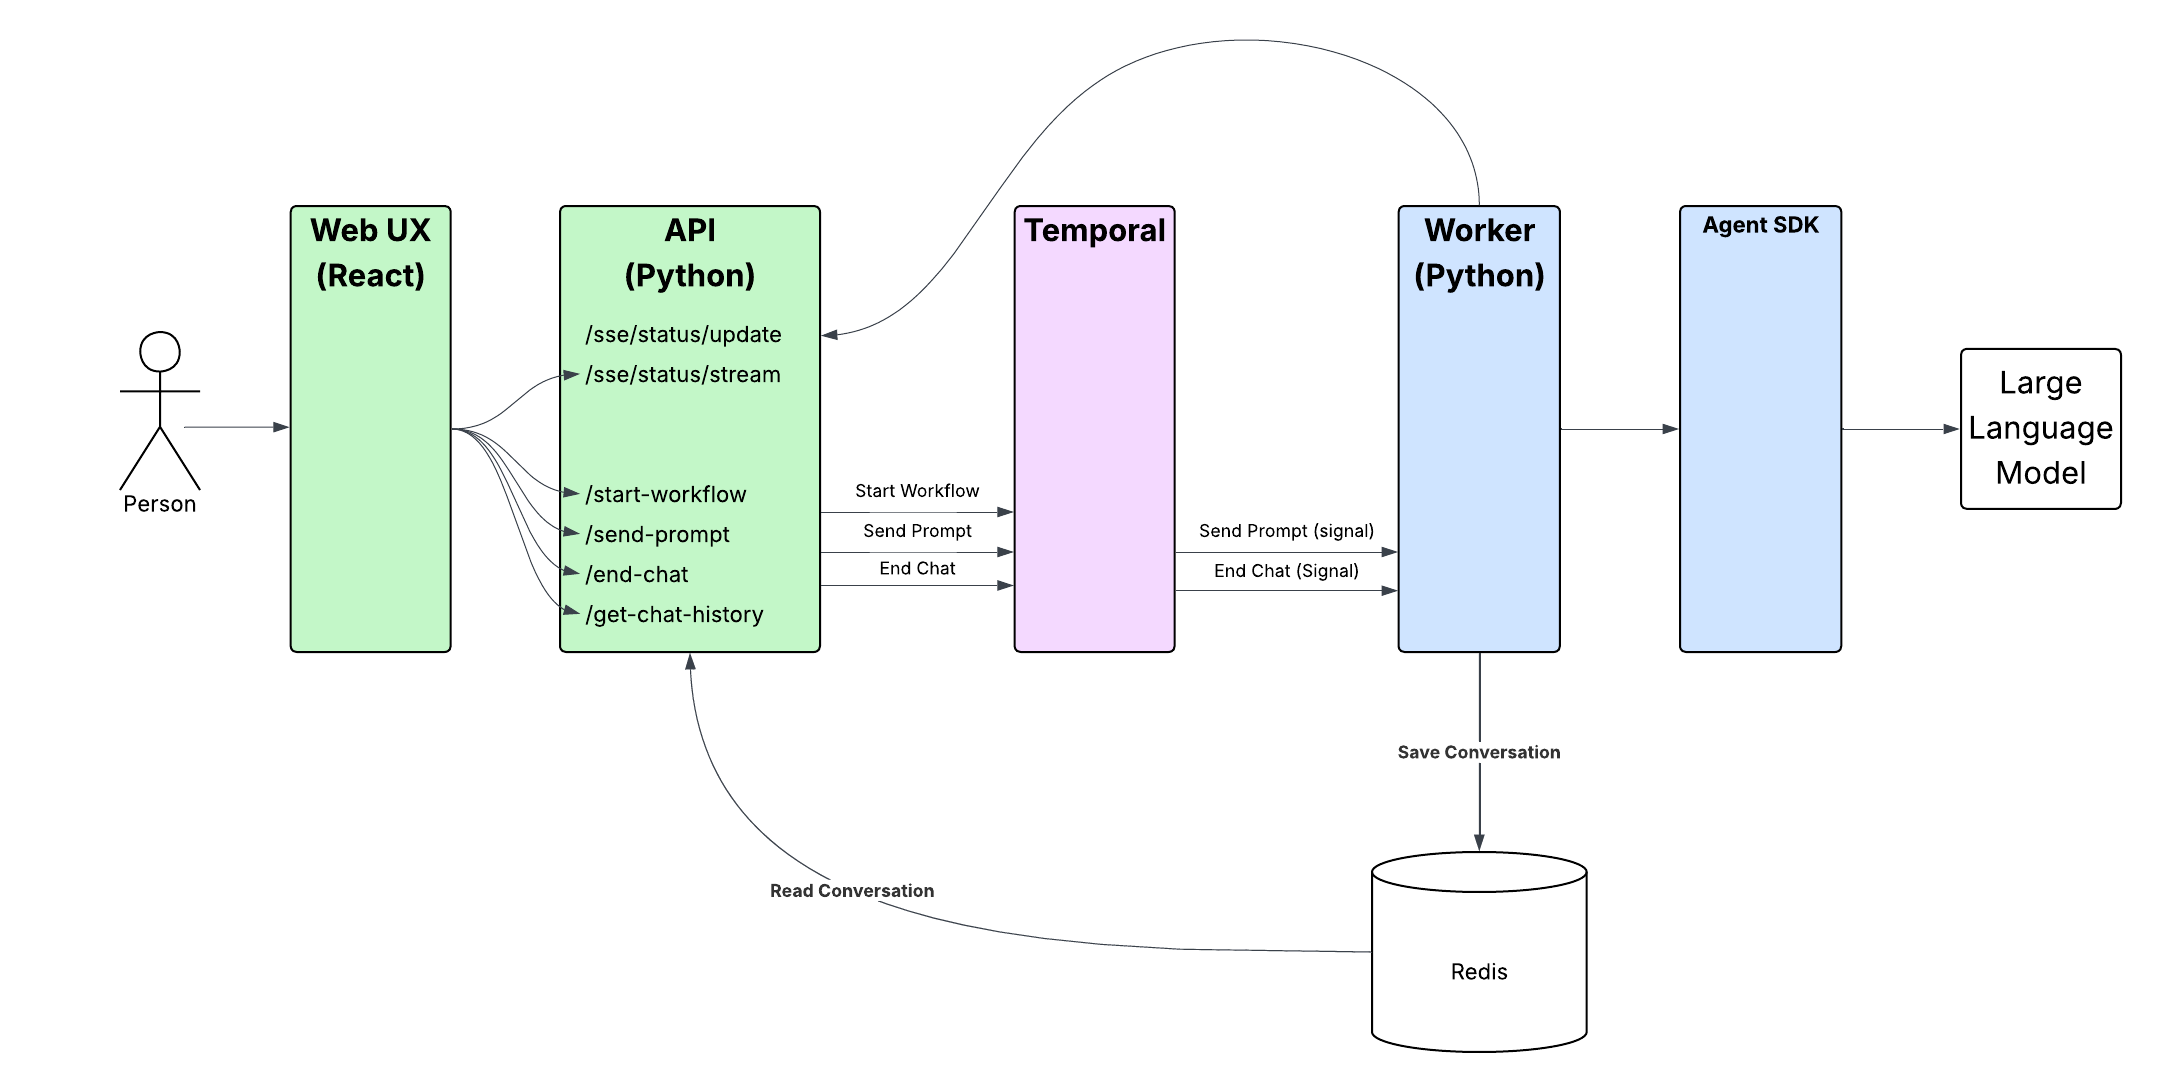 Web UX
(React)
API
(Python)
Temporal
Worker
(Python)
Agent SDK
/sse/status/update
/sse/status/stream
/start-workflow
/send-prompt
/end-chat
/get-chat-history
Person
Start Workflow
Send Prompt
End Chat
Send Prompt (signal)
End Chat (Signal)
Large
Language
Model
Save Conversation
Read Conversation
Redis